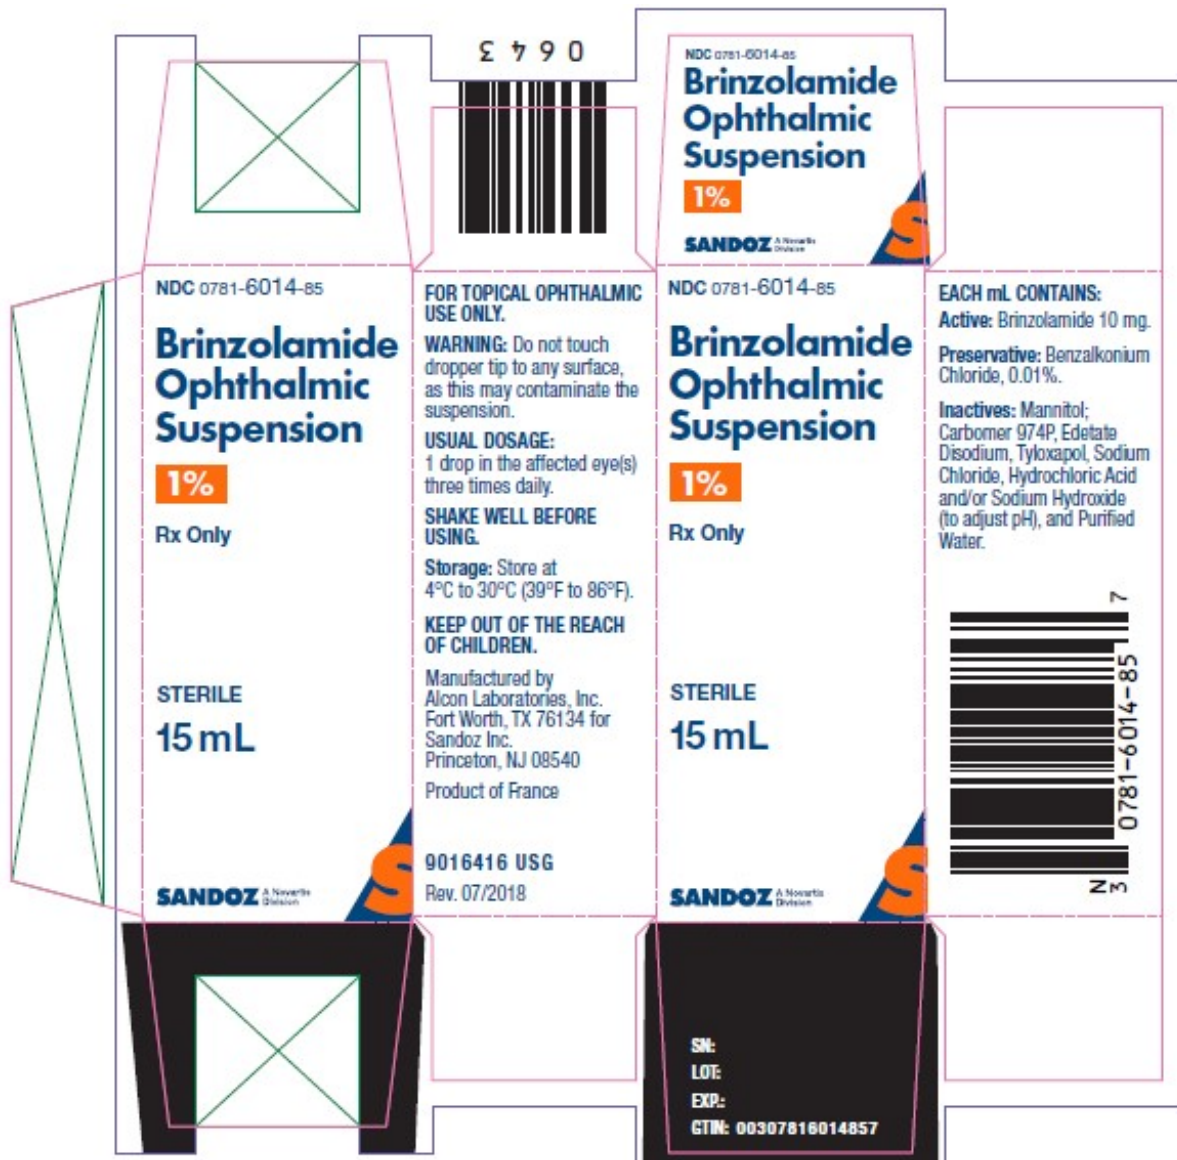 0643
NDC 0781-6014-85
Brinzolamide
Ophthalmic
Suspension
1%
SANDOZ A Novartis
Division
S
NDC 0781-6014-85
Brinzolamide
Ophthalmic
Suspension
1%
Rx Only
STERILE
15 mL
SANDOZ A Novartis
Division
S
FOR TOPICAL OPHTHALMIC
USE ONLY.
WARNING: Do not touch
dropper tip to any surface,
as this may contaminate the
suspension.
USUAL DOSAGE:
1 drop in the affected eye(s)
three times daily.
SHAKE WELL BEFORE
USING.
Storage: Store at
4°C to 30°C (39°F to 86°F).
KEEP OUT OF THE REACH
OF CHILDREN.
Manufactured by
Alcon Laboratories, Inc.
Fort Worth, TX 76134 for
Sandoz Inc.
Princeton, NJ 08540
Product of France
9016416 USG
Rev. 07/2018
NDC 0781-6014-85
Brinzolamide
Ophthalmic
Suspension
1%
Rx Only
STERILE
15 mL
SANDOZ A Novartis
Division
S
EACH mL CONTAINS:
Active: Brinzolamide 10 mg.
Preservative: Benzalkonium
Chloride, 0.01%.
Inactives: Mannitol;
Carbomer 974P, Edetate
Disodium, Tyloxapol, Sodium
Chloride, Hydrochloric Acid
and/or Sodium Hydroxide
(to adjust pH), and Purified
Water.
N
3 0781-6014-85 7
SN:
LOT:
EXP.:
GTIN: 00307816014857